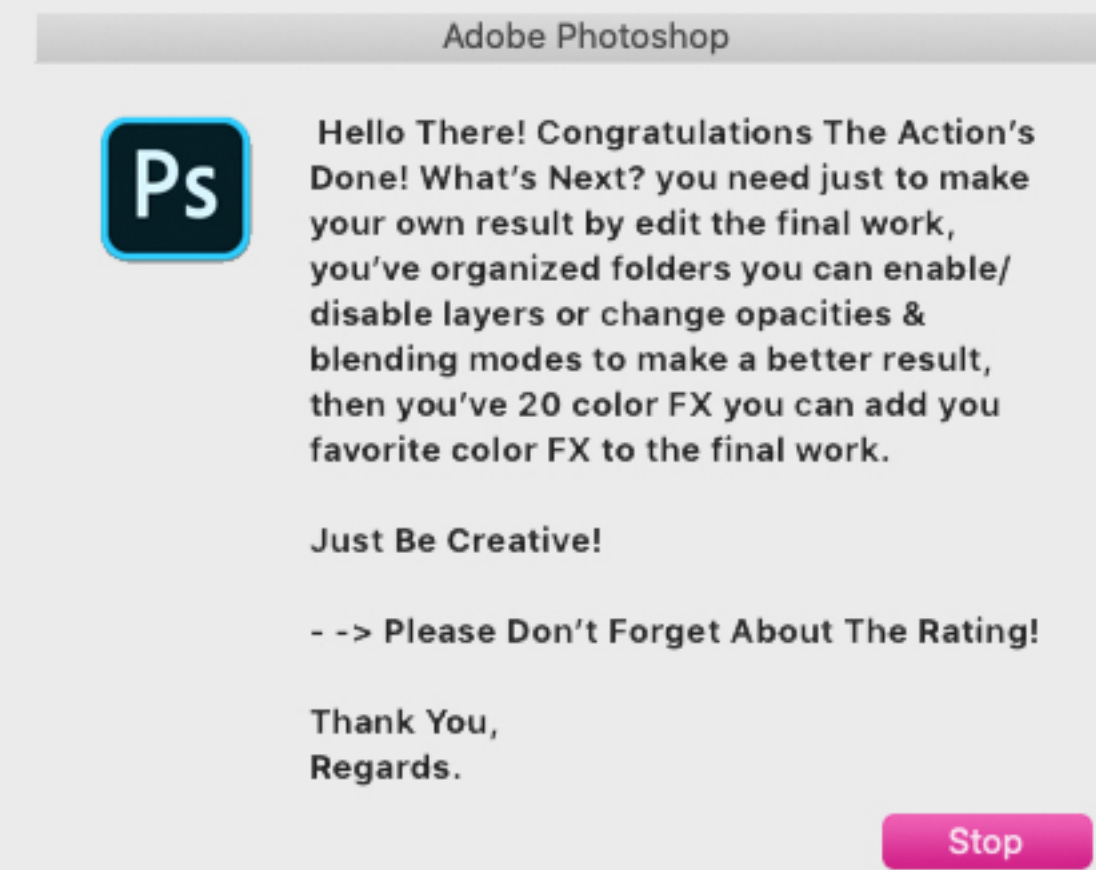 Adobe Photoshop
Ps
Hello There! Congratulations The Action's
Done! What's Next? you need just to make
your own result by edit the final work,
you've organized folders you can enable/
disable layers or change opacities &
blending modes to make a better result,
then you've 20 color FX you can add you
favorite color FX to the final work.
Just Be Creative!
- -> Please Don't Forget About The Rating!
Thank You,
Regards.
Stop